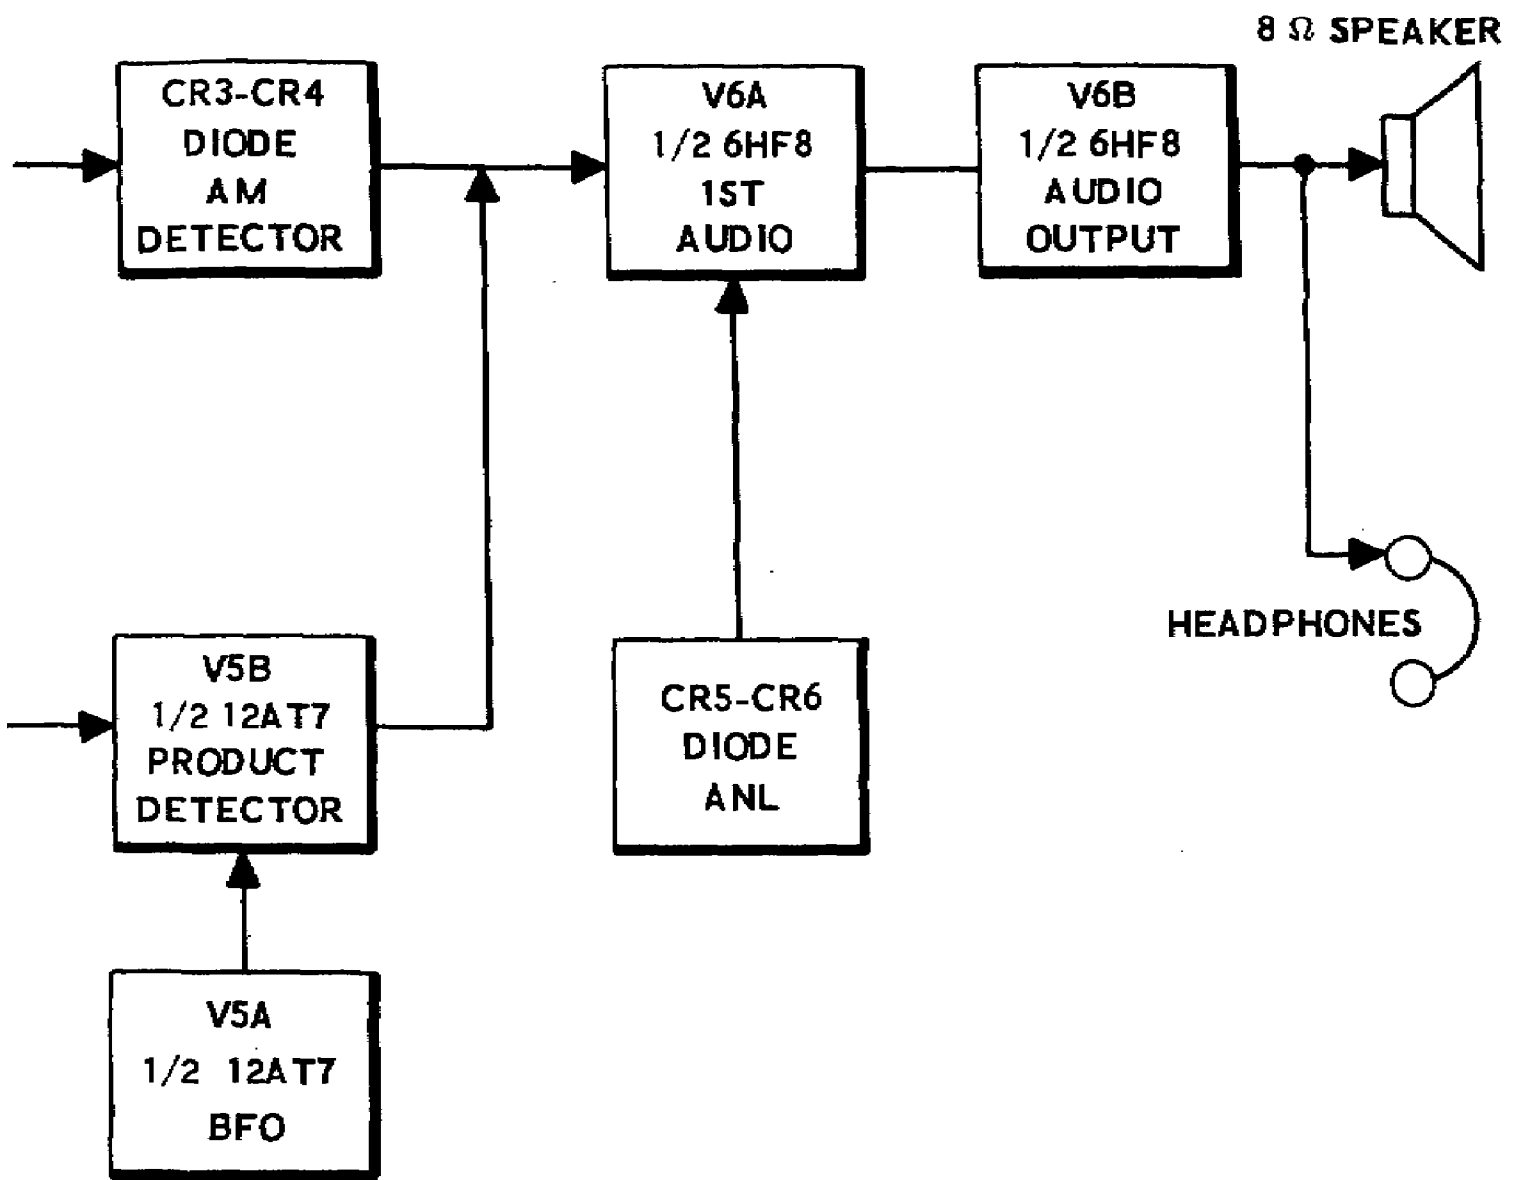 8 Ω SPEAKER
CR3-CR4
DIODE
AM
DETECTOR
V6A
1/2 6HF8
1ST
AUDIO
V6B
1/2 6HF8
AUDIO
OUTPUT
HEADPHONES
V5B
1/2 12AT7
PRODUCT
DETECTOR
CR5-CR6
DIODE
ANL
V5A
1/2 12AT7
BFO